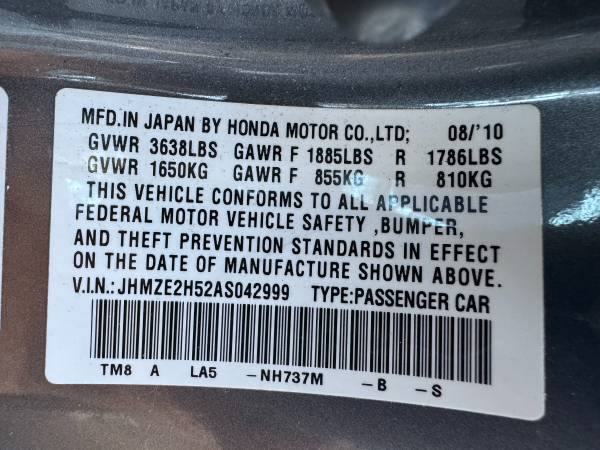 MFD.IN JAPAN BY HONDA MOTOR CO.,LTD; 08/'10
GVWR 3638LBS GAWR F 1885LBS R 1786LBS
GVWR 1650KG GAWR F 855KG R 810KG
THIS VEHICLE CONFORMS TO ALL APPLICABLE
FEDERAL MOTOR VEHICLE SAFETY ,BUMPER,
AND THEFT PREVENTION STANDARDS IN EFFECT
ON THE DATE OF MANUFACTURE SHOWN ABOVE.
V.I.N.:JHMZE2H52AS042999 TYPE:PASSENGER CAR
TM8 A LA5 -NH737M -B -S